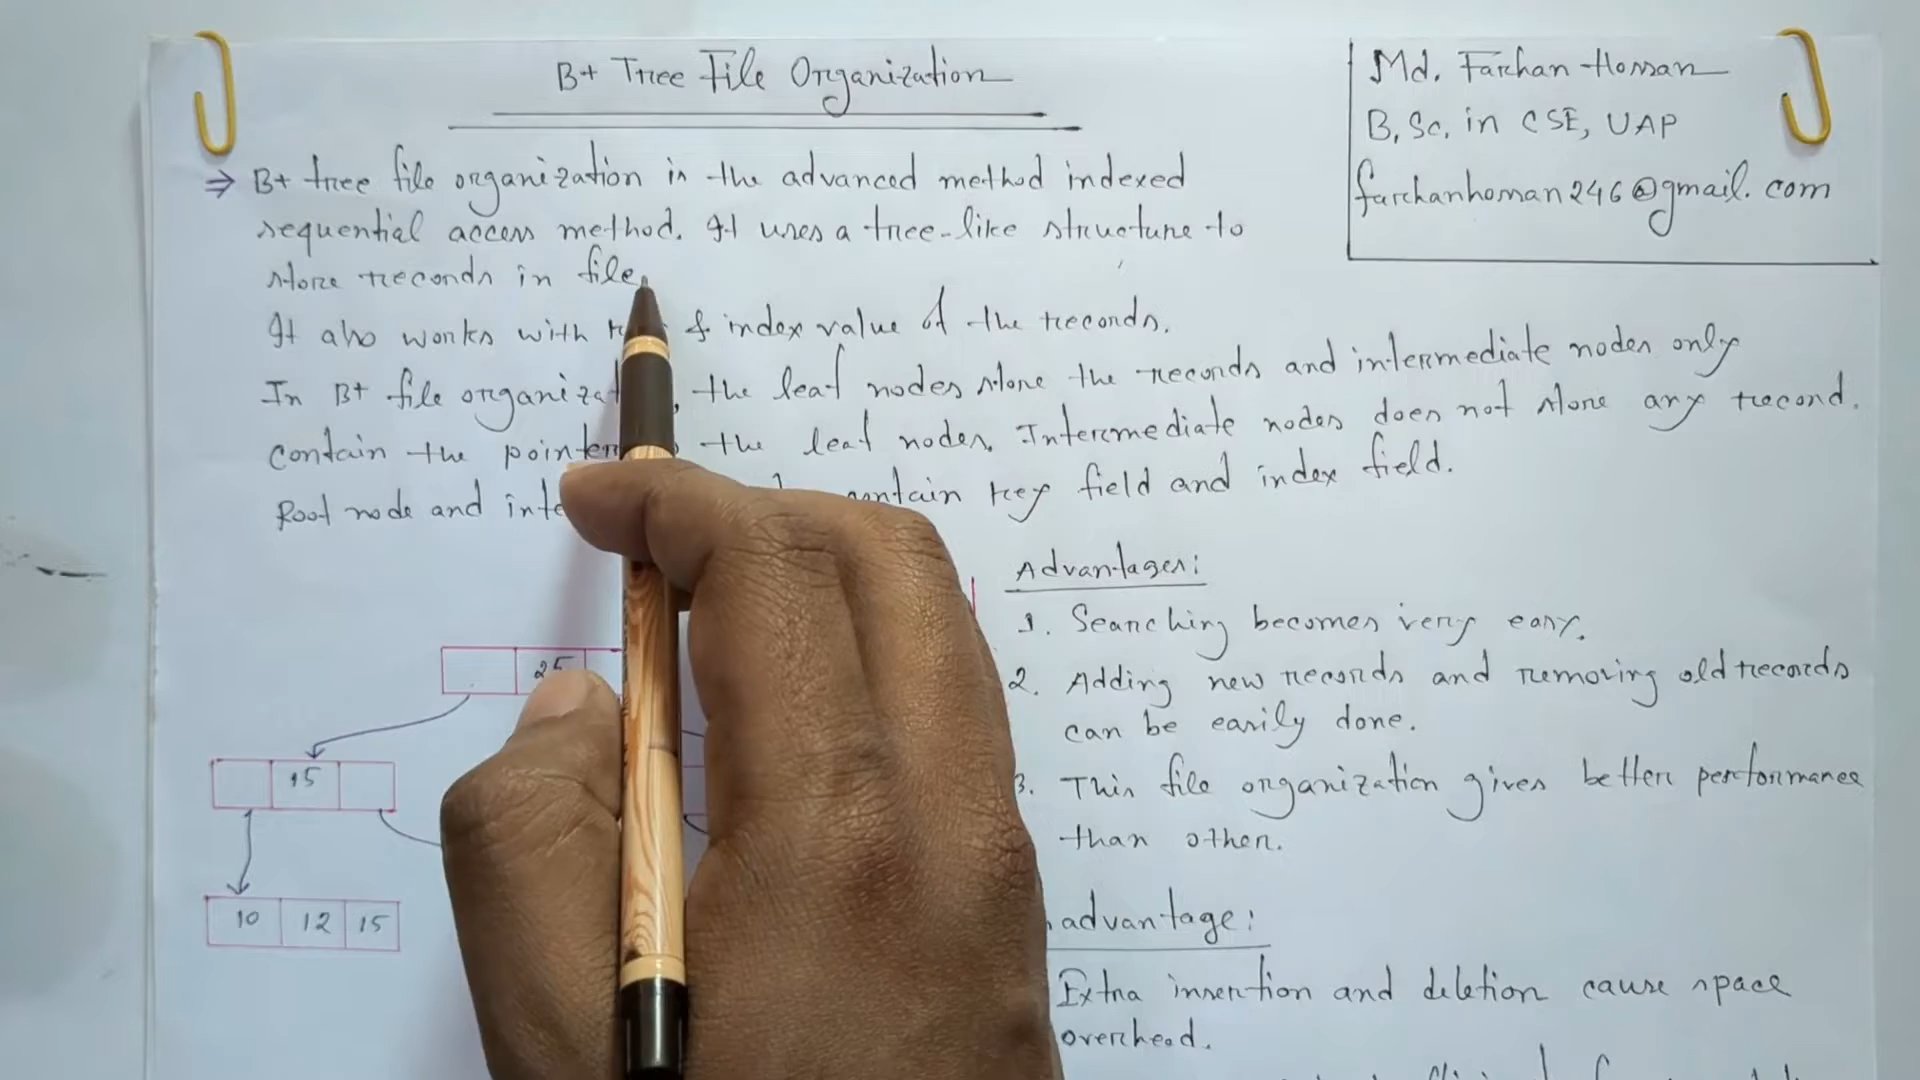 B+ Tree File Organization
Md. Farhan Hossan
B.Sc. in CSE, UAP
farhanhossan246@gmail.com
⇒ B+ tree file organization is the advanced method indexed
sequential access method. It uses a tree-like structure to
store records in file.
It also works with & index value of the records.
In B+ file organizat, the leaf nodes store the records and intermediate nodes only
contain the pointer the leaf nodes. Intermediate nodes does not store any record.
Root node and inte contain key field and index field.
Advantages:
1. Searching becomes very easy.
2. Adding new records and removing old records
can be easily done.
3. This file organization gives better performance
than other.
advantage:
Extra insertion and deletion cause space
overhead.
25
15
10 12 15